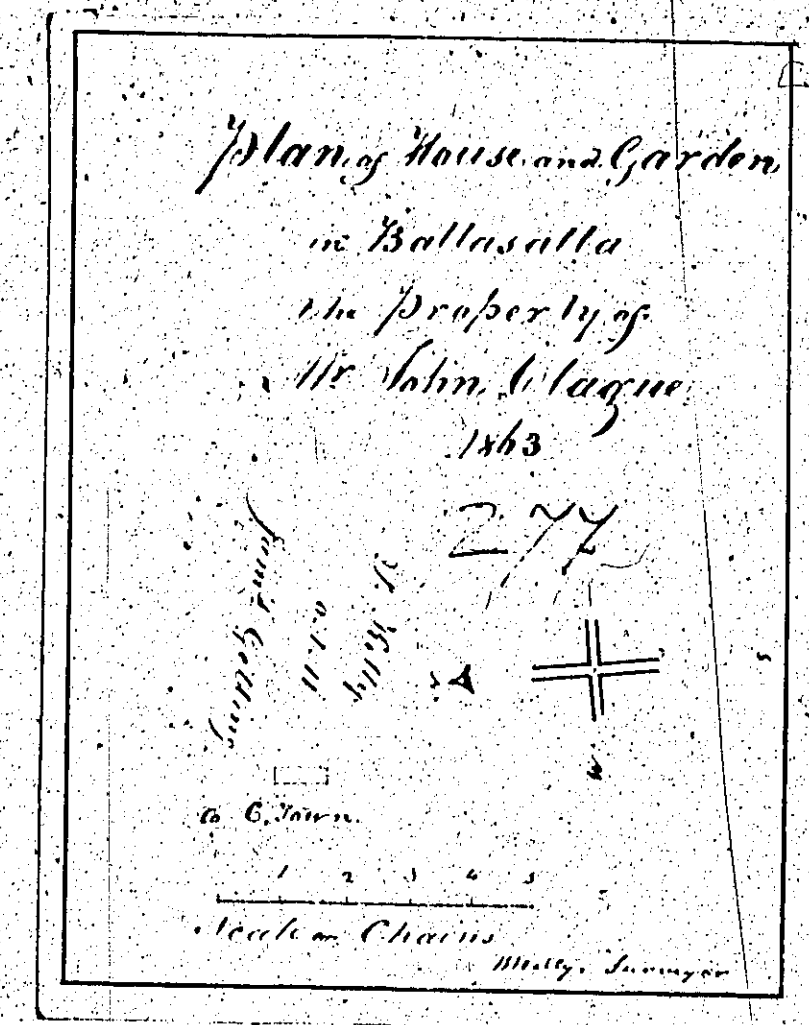 Plan of House and Garden
in Ballasalla
the Property of
Mr John Clague
1863
277
W
to C. Town
1 2 3 4 5
Scale in Chains
Surveyor